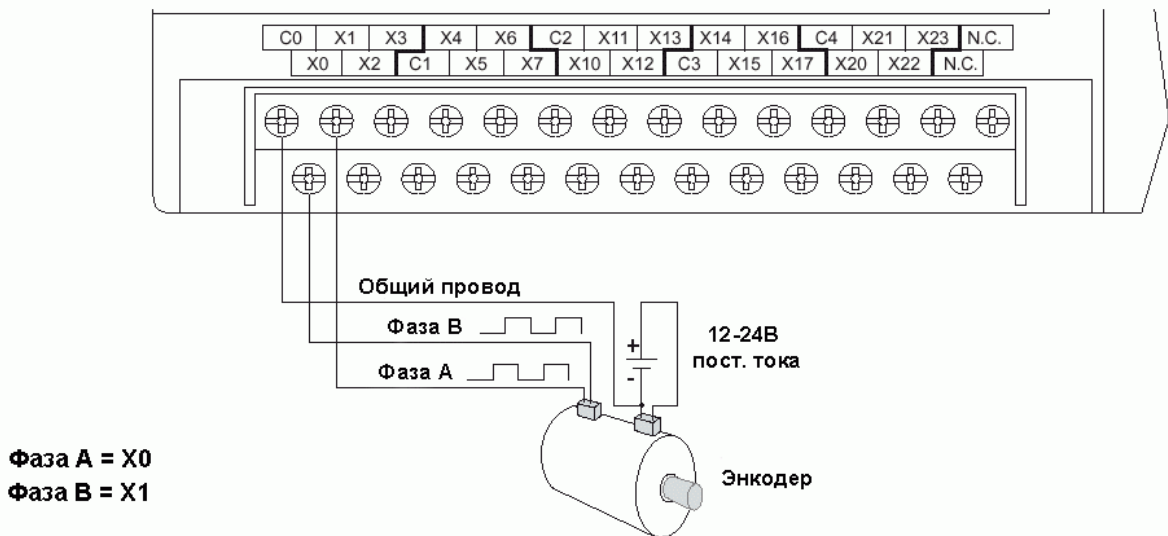 C0 X1 X3 X4 X6 C2 X11 X13 X14 X16 C4 X21 X23 N.C.
X0 X2 C1 X5 X7 X10 X12 C3 X15 X17 X20 X22 N.C.
Общий провод
Фаза В
Фаза А
+
-
12-24В
пост. тока
Энкодер
Фаза А = X0
Фаза В = X1